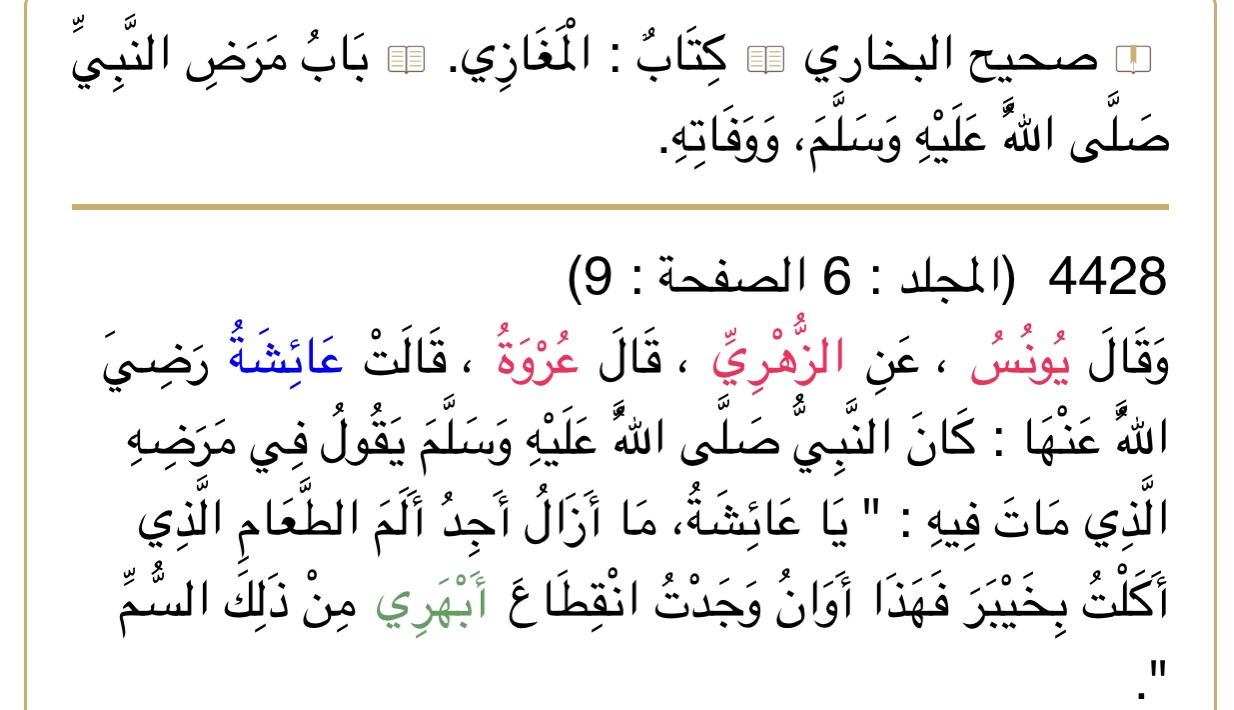 صحيح البخاري كِتَابٌ : الْمَغَازِي. بَابُ مَرَضِ النَّبِيِّ
صَلَّى اللَّهُ عَلَيْهِ وَسَلَّمَ، وَوَفَاتِهِ.
4428 (المجلد : 6 الصفحة : 9)
وَقَالَ يُونُسُ ، عَنِ الزُّهْرِيِّ ، قَالَ عُرْوَةُ ، قَالَتْ عَائِشَةُ رَضِيَ
اللَّهُ عَنْهَا : كَانَ النَّبِيُّ صَلَّى اللَّهُ عَلَيْهِ وَسَلَّمَ يَقُولُ فِي مَرَضِهِ
الَّذِي مَاتَ فِيهِ : " يَا عَائِشَةُ، مَا أَزَالُ أَجِدُ أَلَمَ الطَّعَامِ الَّذِي
أَكَلْتُ بِخَيْبَرَ فَهَذَا أَوَانُ وَجَدْتُ انْقِطَاعَ أَبْهَرِي مِنْ ذَلِكَ السُّمِّ
".